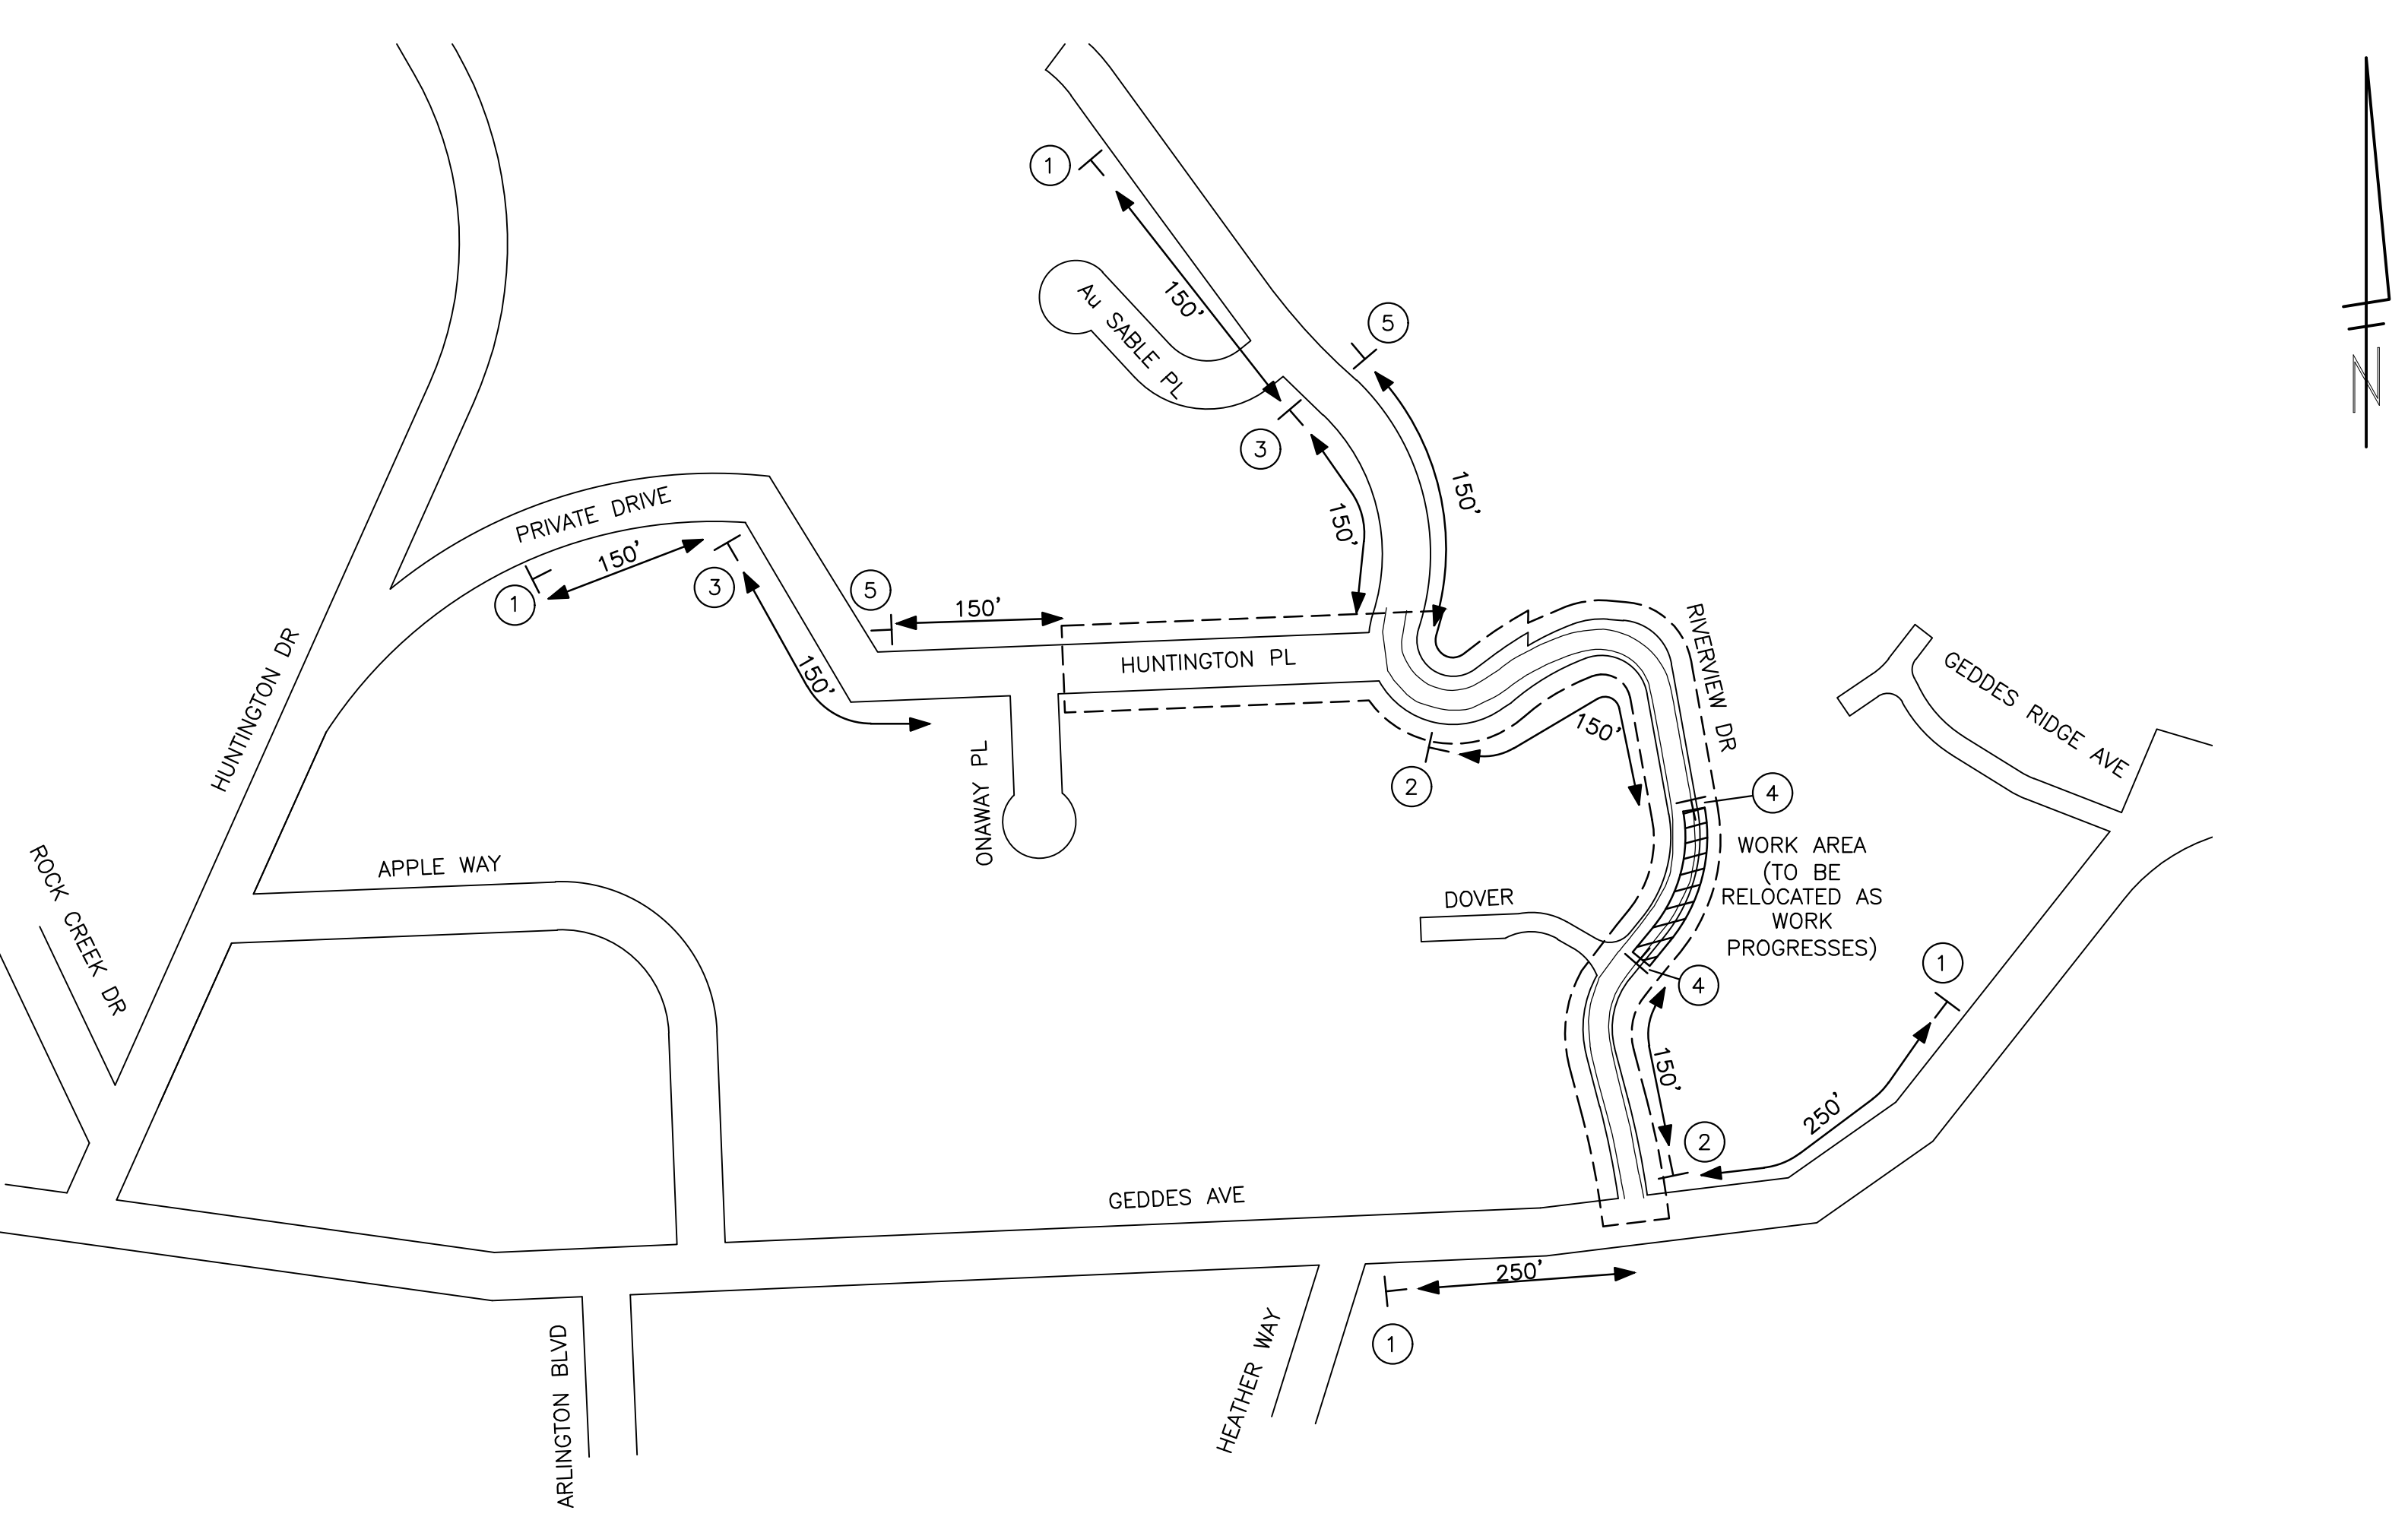 1
150'
5
Au SABLE PL
3
150'
150'
N
PRIVATE DRIVE
150'
1
3
5
150'
150'
HUNTINGTON PL
RIVERVIEW DR
HUNTINGTON DR
GEDDES RIDGE AVE
150'
2
ONAWAY PL
4
WORK AREA
(TO BE
RELOCATED AS
WORK
PROGRESSES)
APPLE WAY
ROCK CREEK DR
DOVER
4
1
150'
250'
2
GEDDES AVE
250'
1
ARLINGTON BLVD
HEATHER WAY